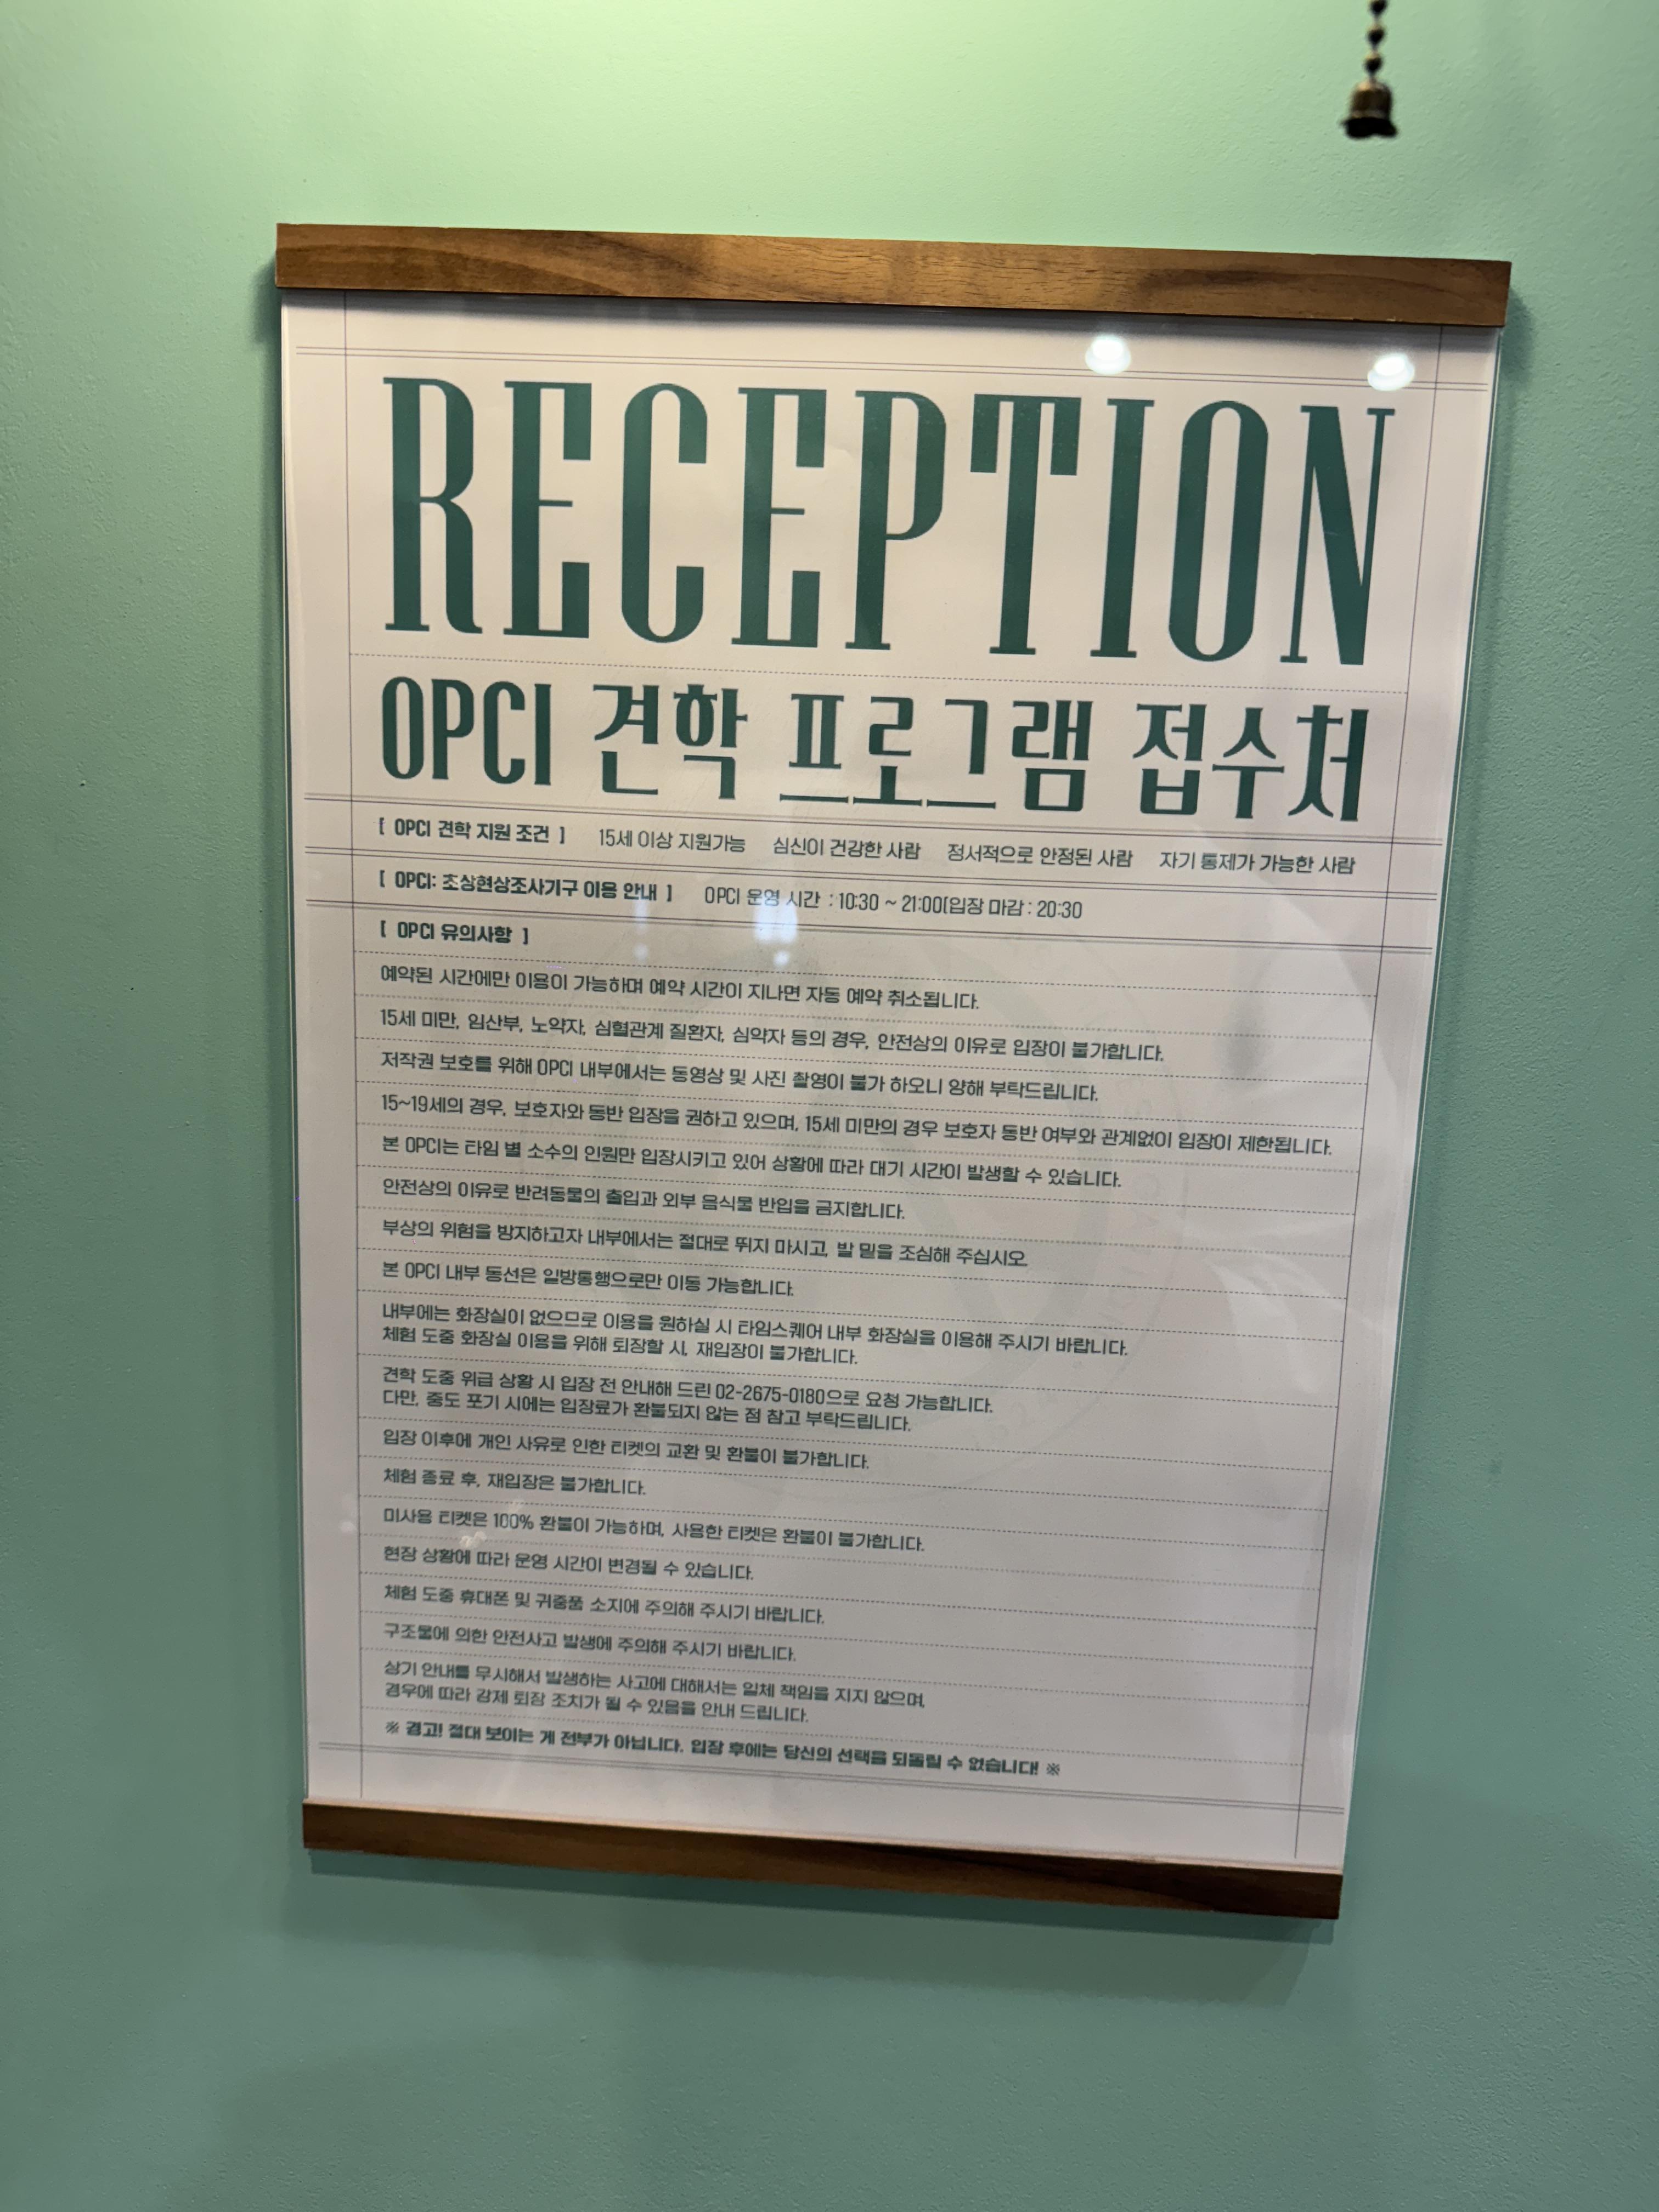 RECEPTION
OPCI 견학 프로그램 접수처
[ OPCI 견학 지원 조건 ] 15세 이상 지원가능 심신이 건강한 사람 정서적으로 안정된 사람 자기 통제가 가능한 사람
[ OPCI: 초상현상조사기구 이용 안내 ] OPCI 운영 시간 : 10:30 ~ 21:00(입장 마감 : 20:30
[ OPCI 유의사항 ]
예약된 시간에만 이용이 가능하며 예약 시간이 지나면 자동 예약 취소됩니다.
15세 미만, 임산부, 노약자, 심혈관계 질환자, 심약자 등의 경우, 안전상의 이유로 입장이 불가합니다.
저작권 보호를 위해 OPCI 내부에서는 동영상 및 사진 촬영이 불가 하오니 양해 부탁드립니다.
15~19세의 경우, 보호자와 동반 입장을 권하고 있으며, 15세 미만의 경우 보호자 동반 여부와 관계없이 입장이 제한됩니다.
본 OPCI는 타임 별 소수의 인원만 입장시키고 있어 상황에 따라 대기 시간이 발생할 수 있습니다.
안전상의 이유로 반려동물의 출입과 외부 음식물 반입을 금지합니다.
부상의 위험을 방지하고자 내부에서는 절대로 뛰지 마시고, 발 밑을 조심해 주십시오.
본 OPCI 내부 동선은 일방통행으로만 이동 가능합니다.
내부에는 화장실이 없으므로 이용을 원하실 시 타임스퀘어 내부 화장실을 이용해 주시기 바랍니다.
체험 도중 화장실 이용을 위해 퇴장할 시, 재입장이 불가합니다.
견학 도중 위급 상황 시 입장 전 안내해 드린 02-2675-0180으로 요청 가능합니다.
다만, 중도 포기 시에는 입장료가 환불되지 않는 점 참고 부탁드립니다.
입장 이후에 개인 사유로 인한 티켓의 교환 및 환불이 불가합니다.
체험 종료 후, 재입장은 불가합니다.
미사용 티켓은 100% 환불이 가능하며, 사용한 티켓은 환불이 불가합니다.
현장 상황에 따라 운영 시간이 변경될 수 있습니다.
체험 도중 휴대폰 및 귀중품 소지에 주의해 주시기 바랍니다.
구조물에 의한 안전사고 발생에 주의해 주시기 바랍니다.
상기 안내를 무시해서 발생하는 사고에 대해서는 일체 책임을 지지 않으며,
경우에 따라 강제 퇴장 조치가 될 수 있음을 안내 드립니다.
※ 경고! 절대 보이는 게 전부가 아닙니다. 입장 후에는 당신의 선택을 되돌릴 수 없습니다! ※